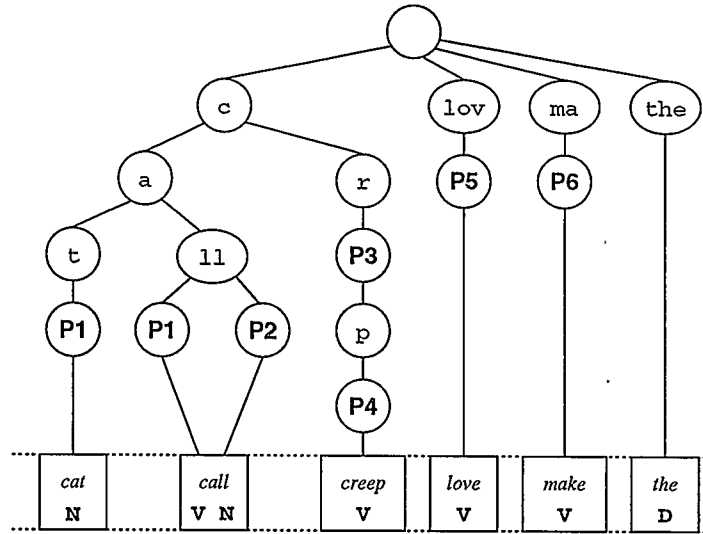 c lov ma the
a r P5 P6
t ll P3
P1 P1 P2 p
P4
cat call creep love make the
N V N V V V D